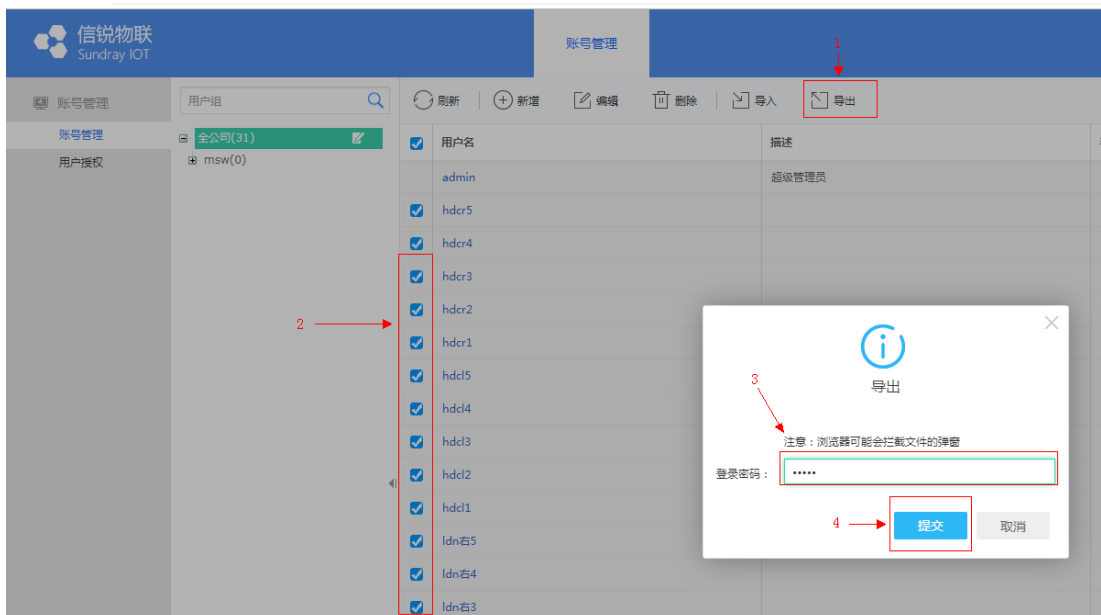 信锐物联
Sundray IOT
账号管理
1
账号管理
用户组
刷新
新增
编辑
删除
导入
导出
账号管理
全公司(31)
用户名
描述
用户授权
msw(0)
admin
超级管理员
hdcr5
hdcr4
hdcr3
hdcr2
2
hdcr1
hdcl5
hdcl4
hdcl3
hdcl2
hdcl1
ldn右5
ldn右4
ldn右3
导出
3
注意：浏览器可能会拦截文件的弹窗
登录密码：
•••••
4
提交
取消